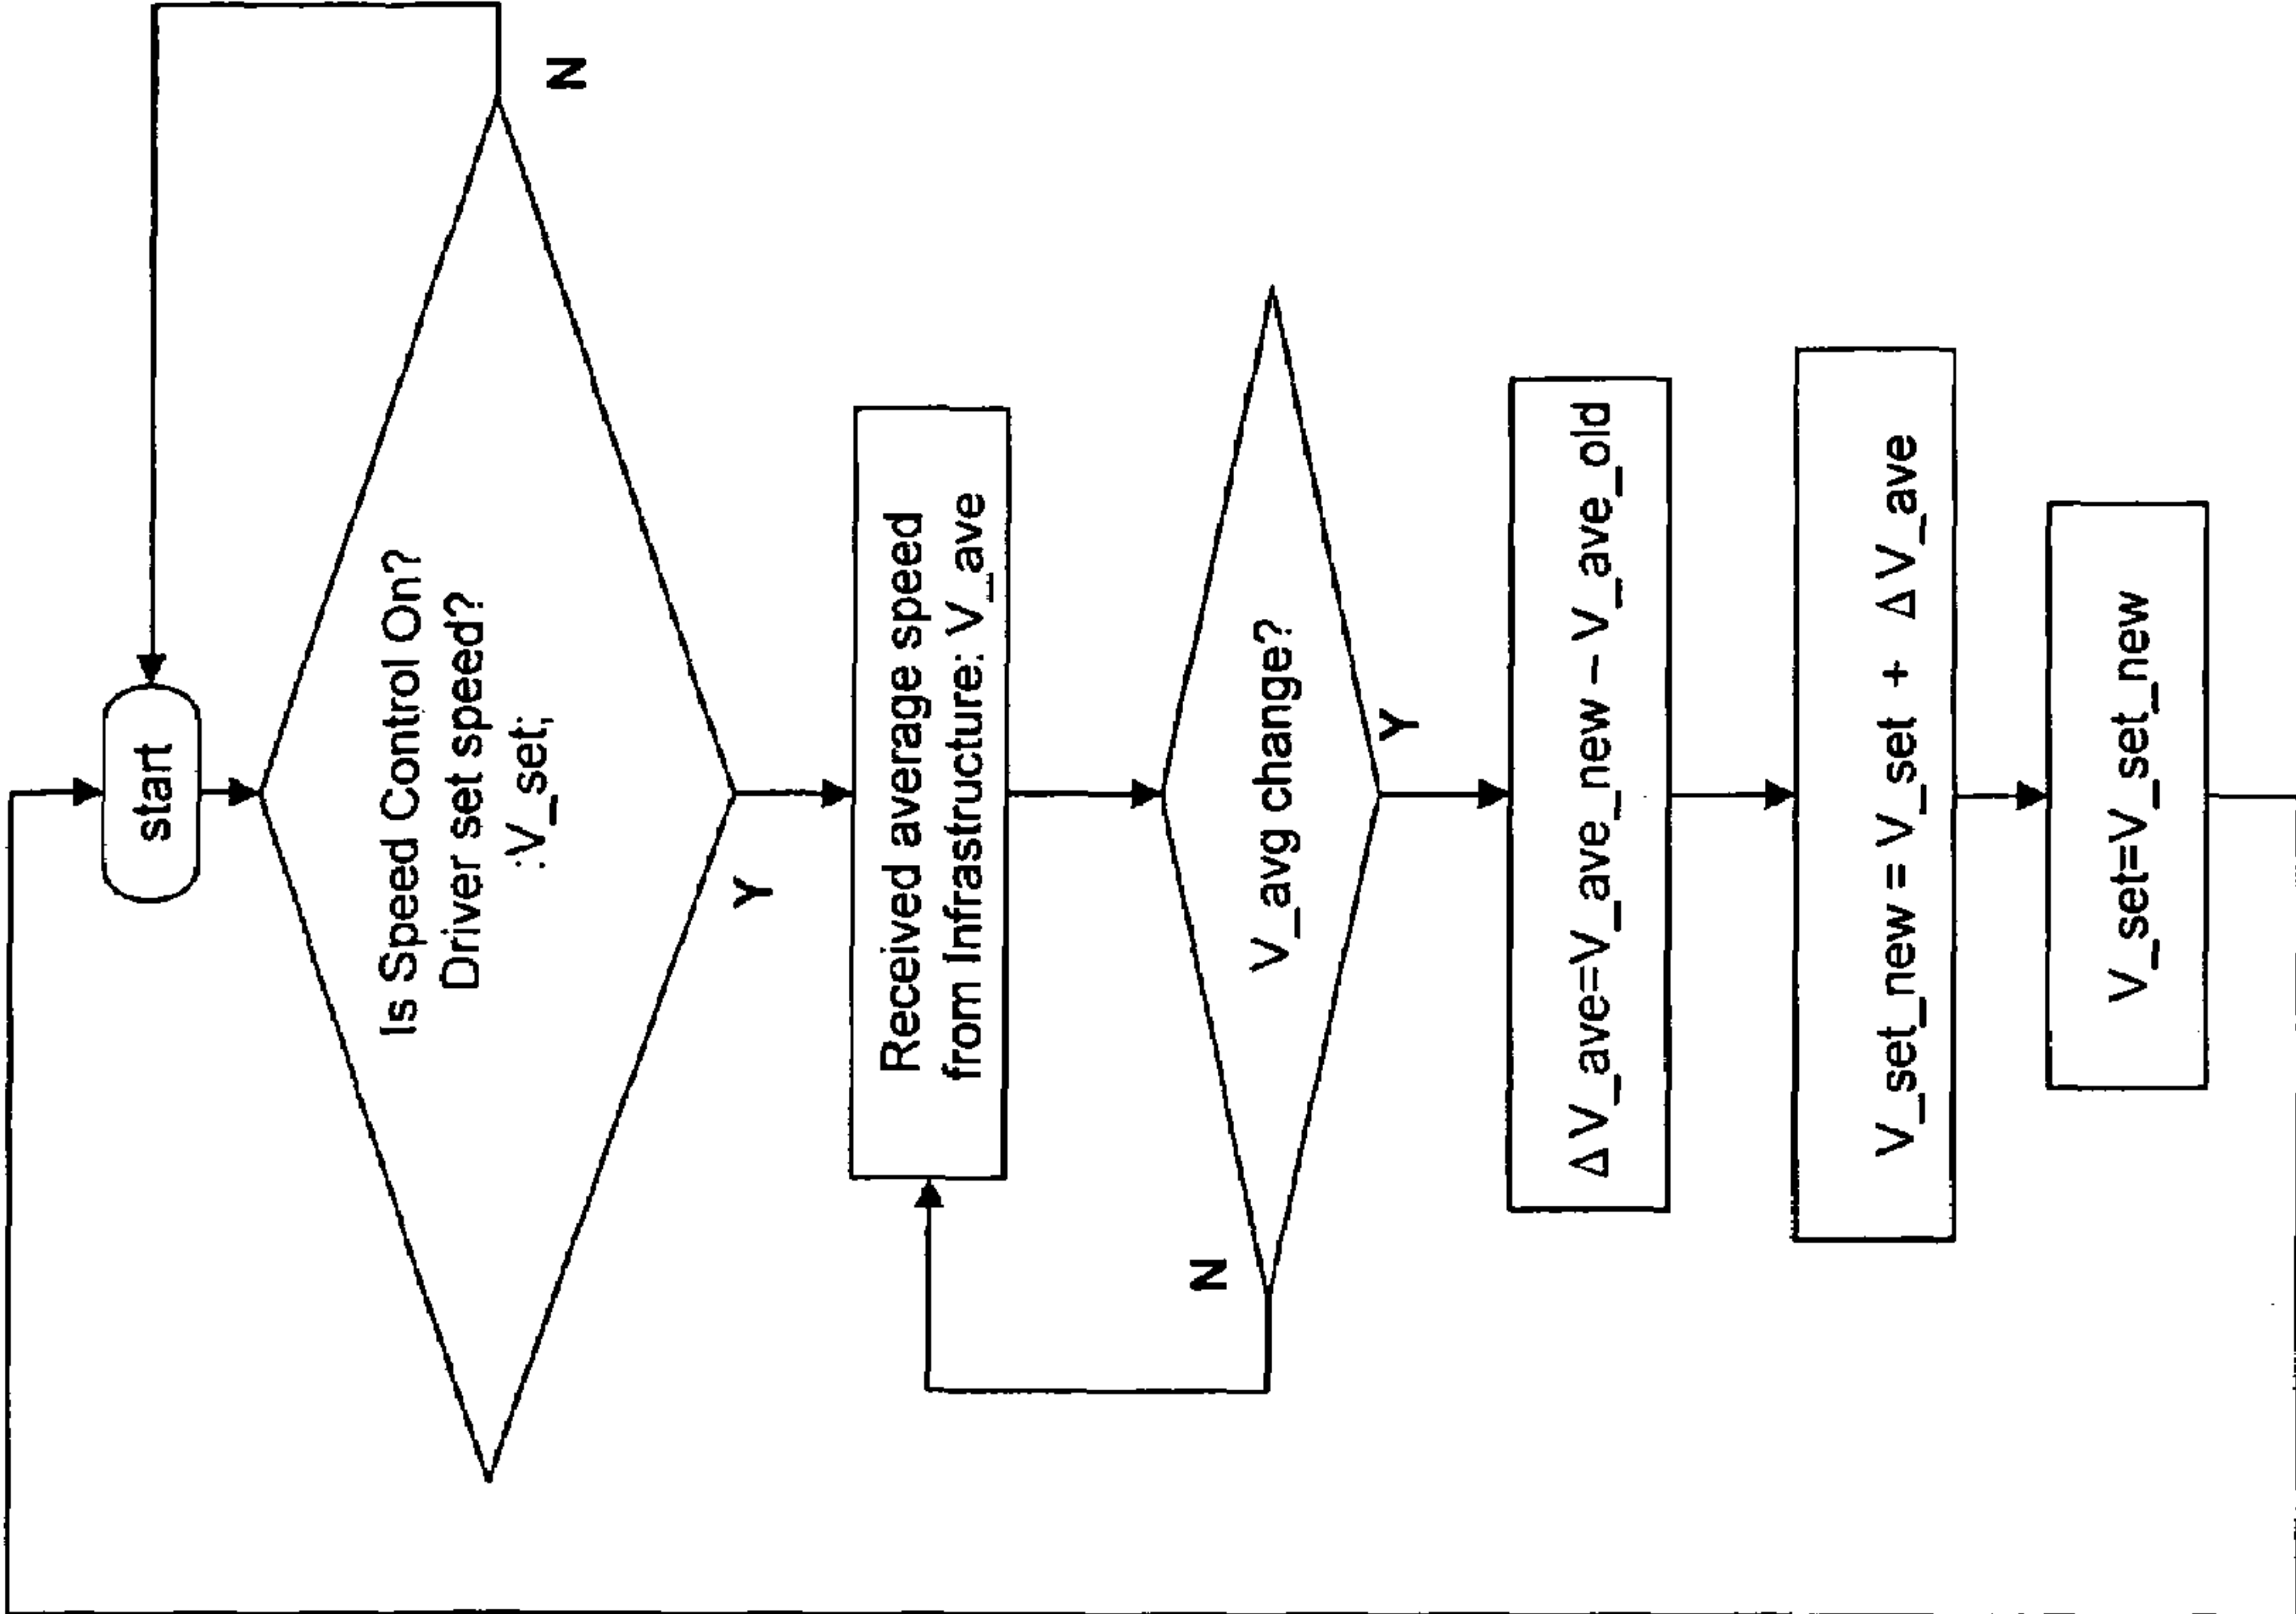 start
Is Speed Control On?
Driver set speed?
:V_set;
N
Y
Received average speed
from Infrastructure: V_ave
V_avg change?
N
Y
ΔV_ave=V_ave_new – V_ave_old
V_set_new = V_set + ΔV_ave
V_set=V_set_new